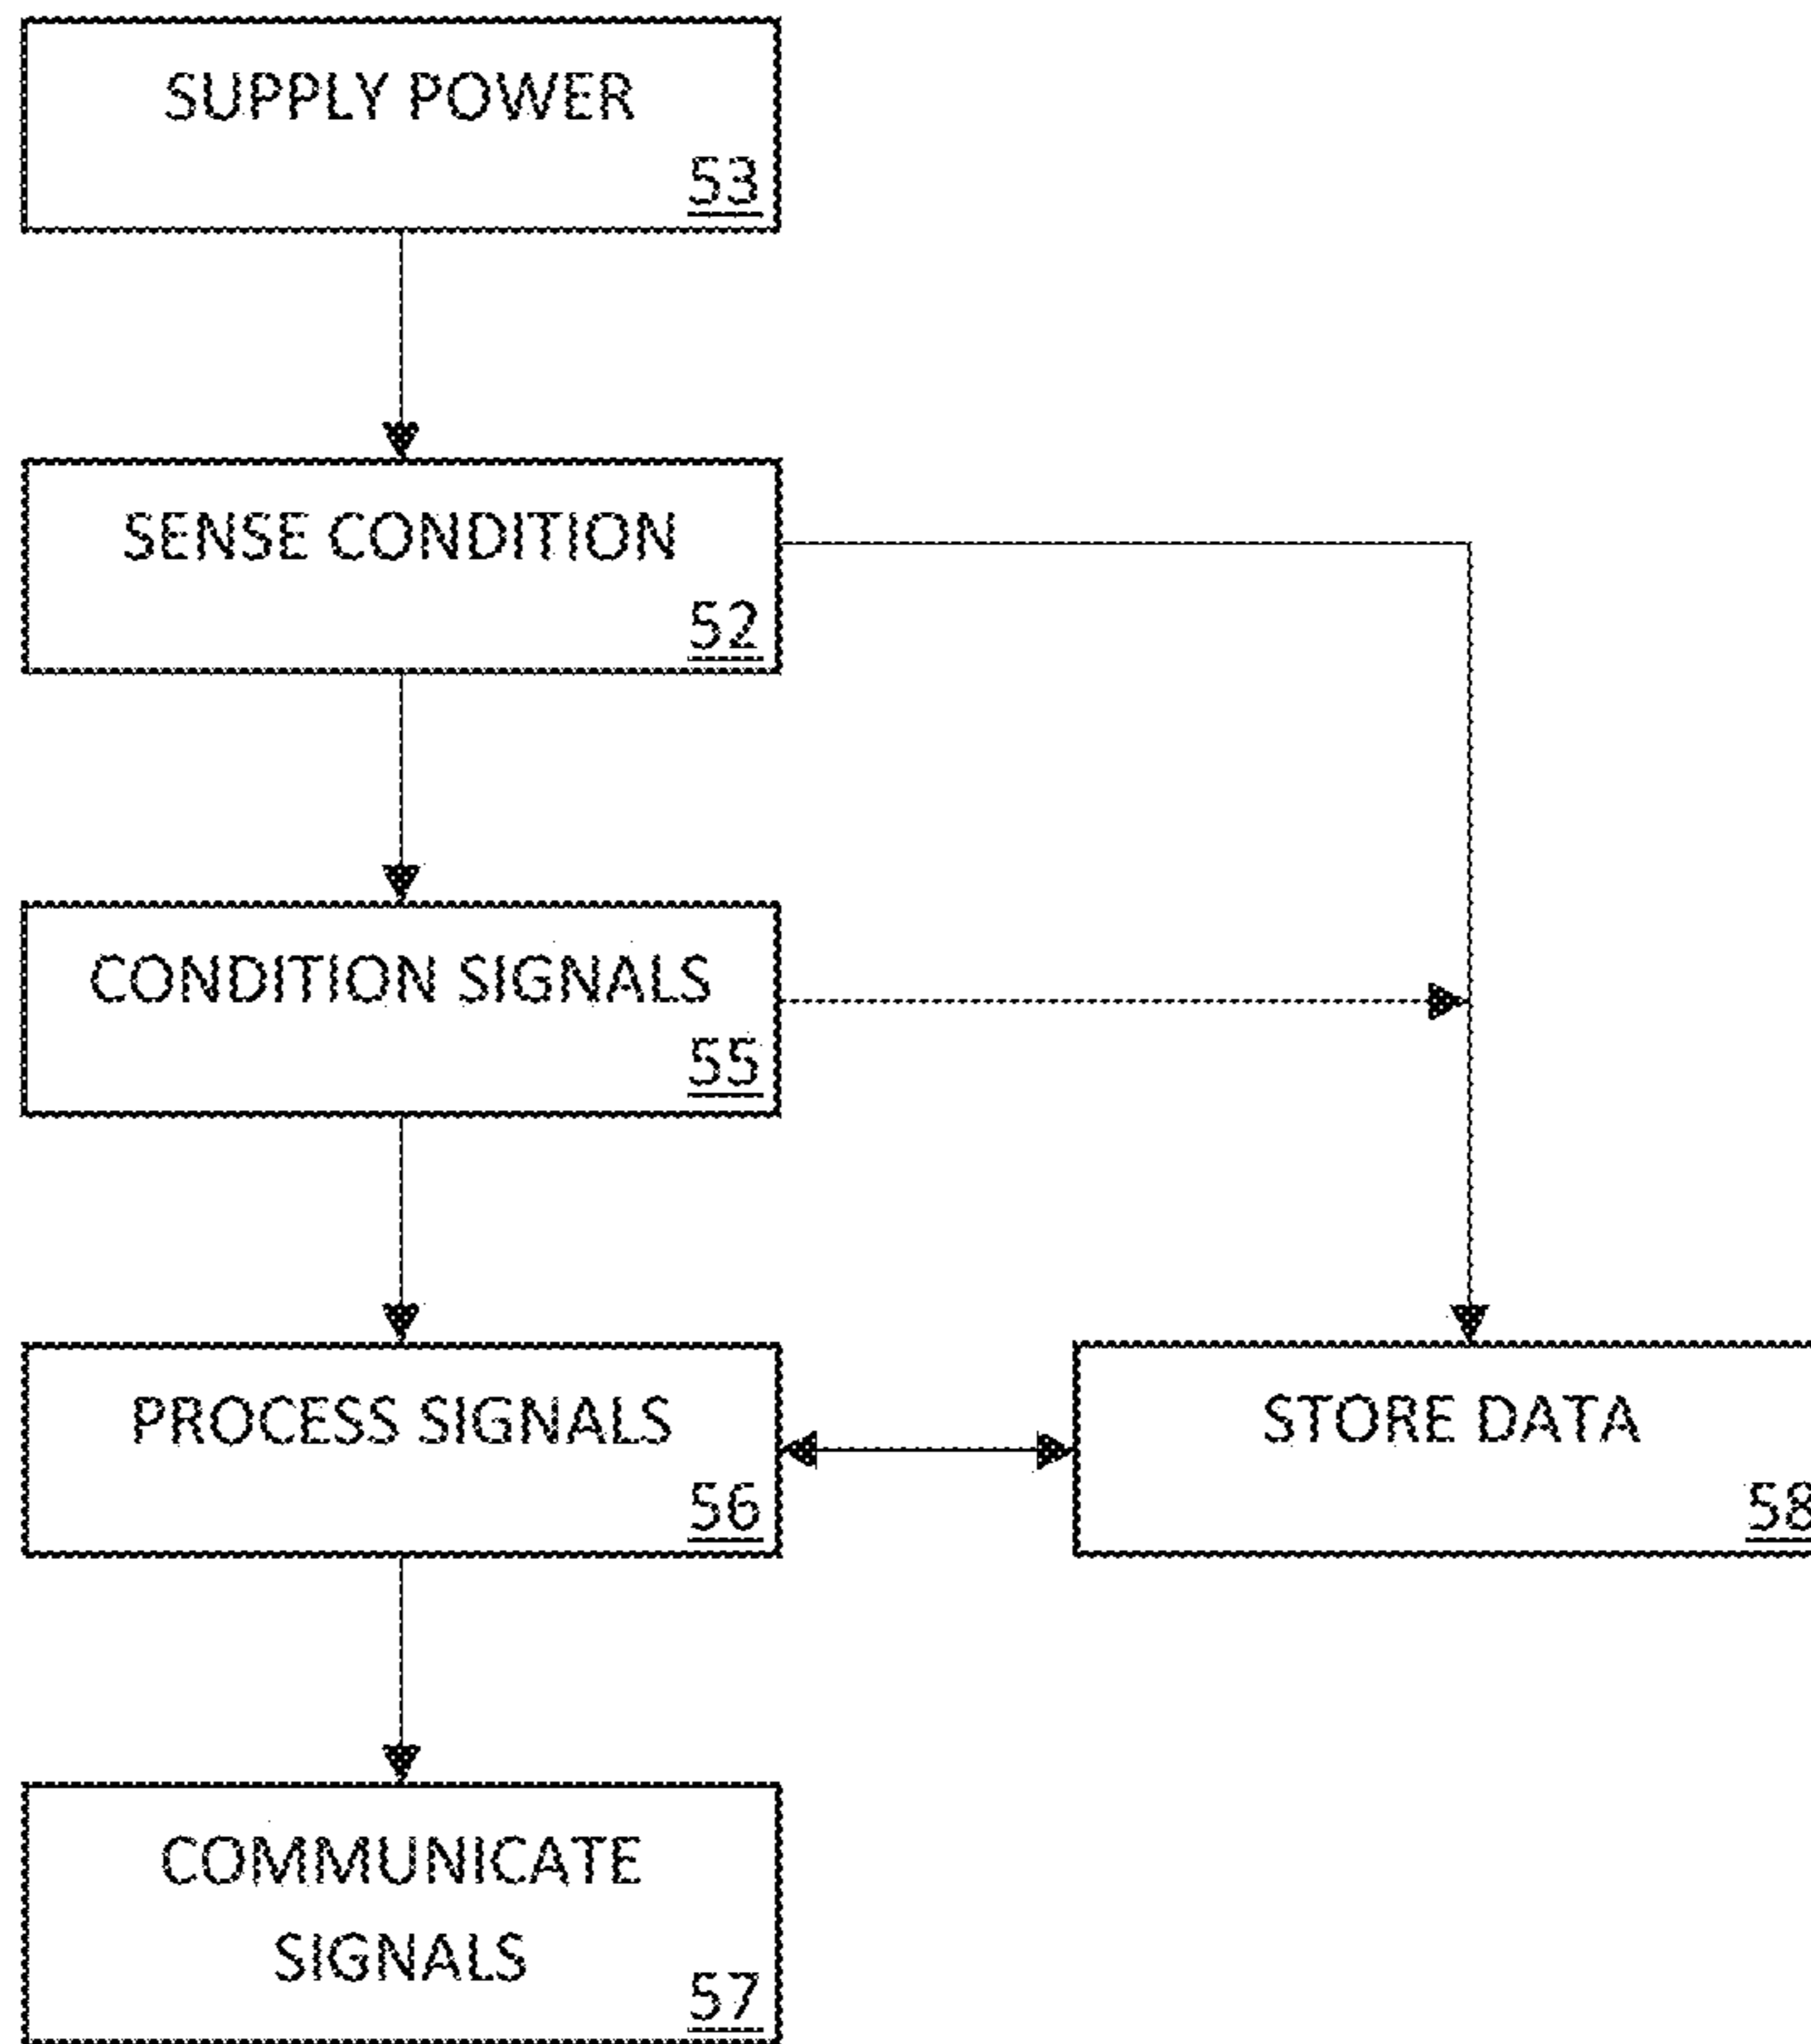 SUPPLY POWER
53
SENSE CONDITION
52
CONDITION SIGNALS
55
PROCESS SIGNALS
56
STORE DATA
58
COMMUNICATE
SIGNALS
57